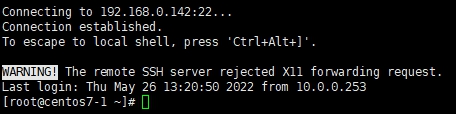 Connecting to 192.168.0.142:22...
Connection established.
To escape to local shell, press 'Ctrl+Alt+]'.
WARNING! The remote SSH server rejected X11 forwarding request.
Last login: Thu May 26 13:20:50 2022 from 10.0.0.253
[root@centos7-1 ~]#